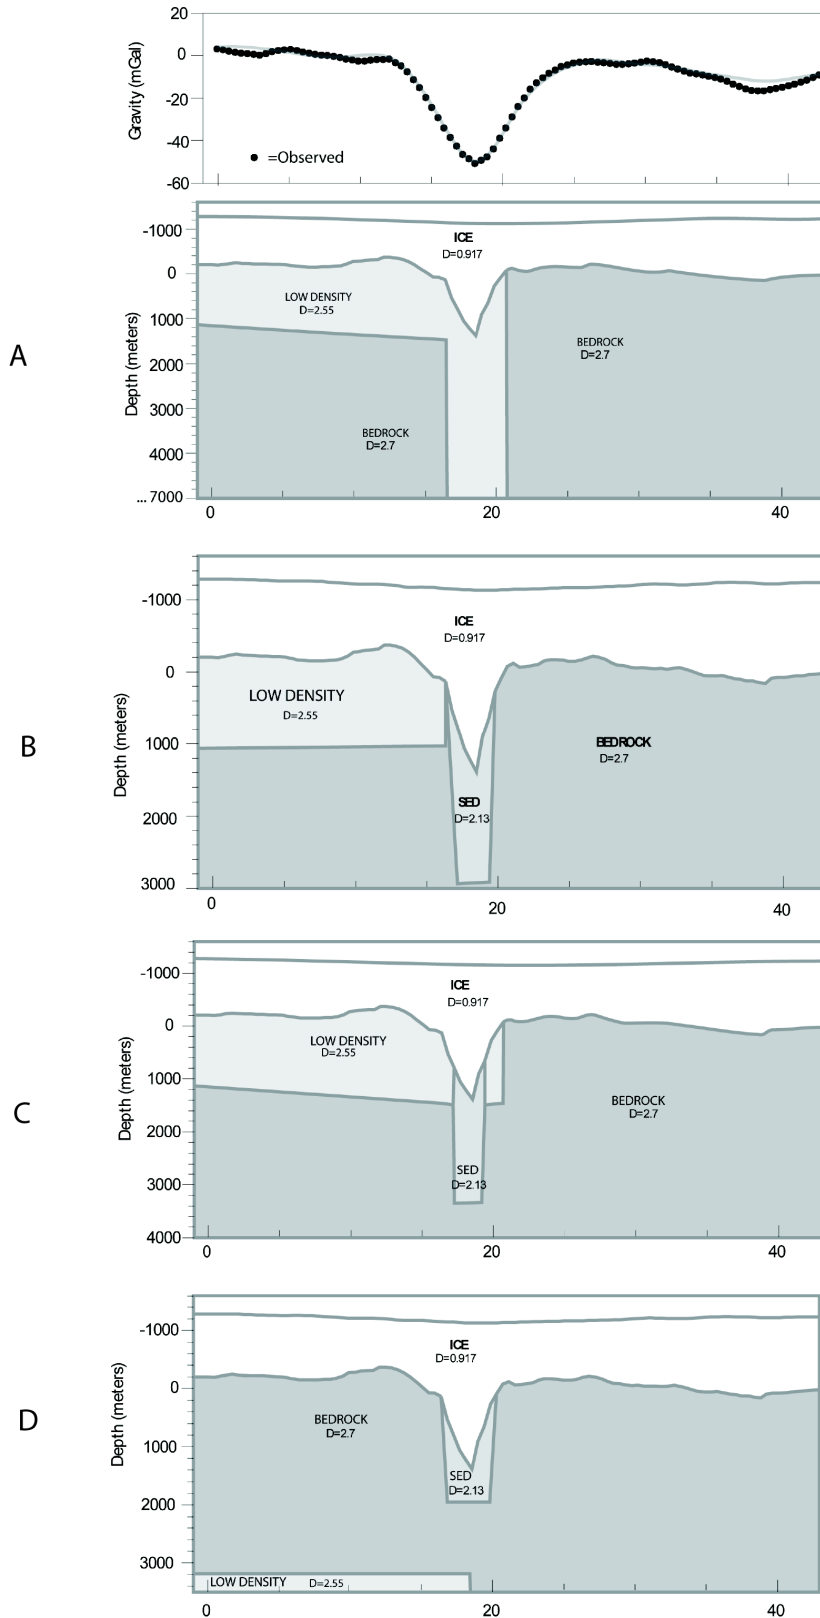 20
0
-20
-40
-60
Gravity (mGal)
=Observed
A
Depth (meters)
-1000
0
1000
2000
3000
4000
...7000
ICE
D=0.917
LOW DENSITY
D=2.55
BEDROCK
D=2.7
BEDROCK
D=2.7
0
20
40
B
Depth (meters)
-1000
0
1000
2000
3000
ICE
D=0.917
LOW DENSITY
D=2.55
BEDROCK
D=2.7
SED
D=2.13
0
20
40
C
Depth (meters)
-1000
0
1000
2000
3000
4000
ICE
D=0.917
LOW DENSITY
D=2.55
BEDROCK
D=2.7
SED
D=2.13
0
20
40
D
Depth (meters)
-1000
0
1000
2000
3000
ICE
D=0.917
BEDROCK
D=2.7
SED
D=2.13
LOW DENSITY D=2.55
0
20
40